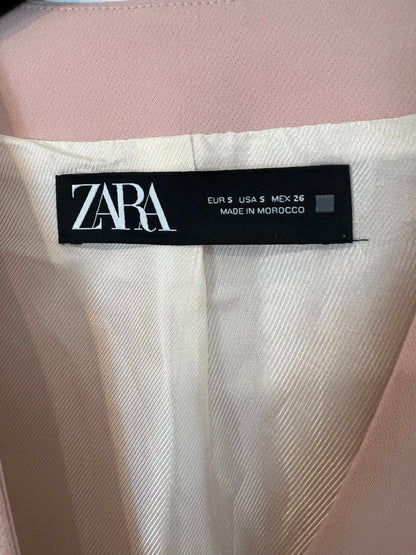 ZARA
EUR S USA S MEX 26
MADE IN MOROCCO